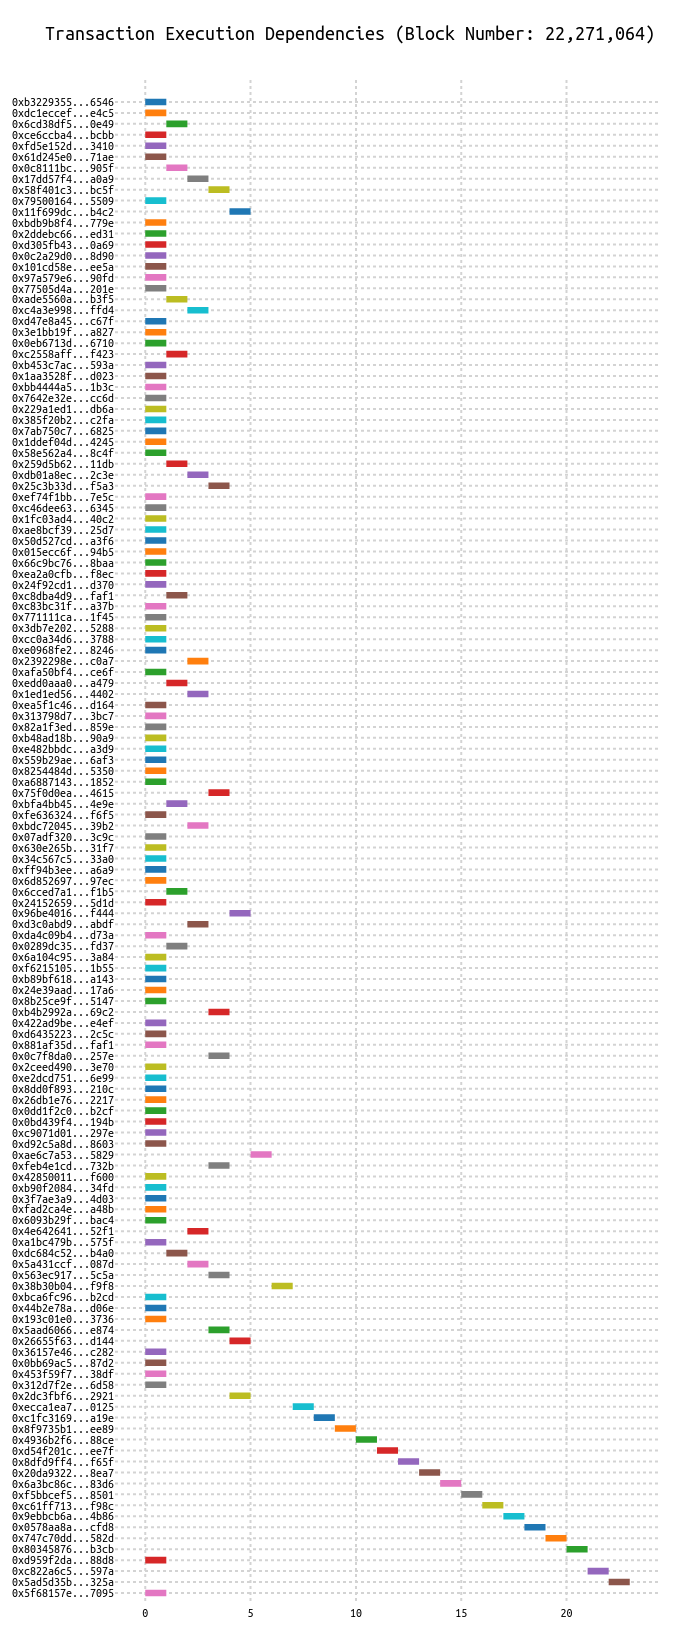 Transaction Execution Dependencies (Block Number: 22,271,064)
0xb3229355...6546
0xdc1eccef...e4c5
0x6cd38df5...0e49
0xce6ccba4...bcbb
0xfd5e152d...3410
0x61d245e0...71ae
0x0c8111bc...905f
0x17dd57f4...a0a9
0x58f401c3...bc5f
0x79500164...5509
0x11f699dc...b4c2
0xbdb9b8f4...779e
0x2ddebc66...ed31
0xd305fb43...0a69
0x0c2a29d0...8d90
0x101cd58e...ee5a
0x97a579e6...90fd
0x77505d4a...201e
0xade5560a...b3f5
0xc4a3e998...ffd4
0xd47e8a45...c67f
0x3e1bb19f...a827
0x0eb6713d...6710
0xc2558aff...f423
0xb453c7ac...593a
0x1aa3528f...d023
0xbb4444a5...1b3c
0x7642e32e...cc6d
0x229a1ed1...db6a
0x385f20b2...c2fa
0x7ab750c7...6825
0x1ddef04d...4245
0x58e562a4...8c4f
0x259d5b62...11db
0xdb01a8ec...2c3e
0x25c3b33d...f5a3
0xef74f1bb...7e5c
0xc46dee63...6345
0x1fc03ad4...40c2
0xae8bcf39...25d7
0x50d527cd...a3f6
0x015ecc6f...94b5
0x66c9bc76...8baa
0xea2a0cfb...f8ec
0x24f92cd1...d370
0xc8dba4d9...faf1
0xc83bc31f...a37b
0x771111ca...1f45
0x3db7e202...5288
0xcc0a34d6...3788
0xe0968fe2...8246
0x2392298e...c0a7
0xafa50bf4...ce6f
0xedd0aaa0...a479
0x1ed1ed56...4402
0xea5f1c46...d164
0x313798d7...3bc7
0x82a1f3ed...859e
0xb48ad18b...90a9
0xe482bbdc...a3d9
0x559b29ae...6af3
0x8254484d...5350
0xa6887143...1852
0x75f0d0ea...4615
0xbfa4bb45...4e9e
0xfe636324...f6f5
0xbdc72045...39b2
0x07adf320...3c9c
0x630e265b...31f7
0x34c567c5...33a0
0xff94b3ee...a6a9
0x6d852697...97ec
0x6cced7a1...f1b5
0x24152659...5d1d
0x96be4016...f444
0xd3c0abd9...abdf
0xda4c09b4...d73a
0x0289dc35...fd37
0x6a104c95...3a84
0xf6215105...1b55
0xb89bf618...a143
0x24e39aad...17a6
0x8b25ce9f...5147
0xb4b2992a...69c2
0x422ad9be...e4ef
0xd6435223...2c5c
0x881af35d...faf1
0x0c7f8da0...257e
0x2ceed490...3e70
0xe2dcd751...6e99
0x8dd0f893...210c
0x26db1e76...2217
0x0dd1f2c0...b2cf
0x0bd439f4...194b
0xc9071d01...297e
0xd92c5a8d...8603
0xae6c7a53...5829
0xfeb4e1cd...732b
0x42850011...f600
0xb90f2084...34fd
0x3f7ae3a9...4d03
0xfad2ca4e...a48b
0x6093b29f...bac4
0x4e642641...52f1
0xa1bc479b...575f
0xdc684c52...b4a0
0x5a431ccf...087d
0x563ec917...5c5a
0x38b30b04...f9f8
0xbca6fc96...b2cd
0x44b2e78a...d06e
0x193c01e0...3736
0x5aad6066...e874
0x26655f63...d144
0x36157e46...c282
0x0bb69ac5...87d2
0x453f59f7...38df
0x312d7f2e...6d58
0x2dc3fbf6...2921
0xecca1ea7...0125
0xc1fc3169...a19e
0x8f9735b1...ee89
0x4936b2f6...88ce
0xd54f201c...ee7f
0x8dfd9ff4...f65f
0x20da9322...8ea7
0x6a3bc86c...83d6
0xf5bbcef5...8501
0xc61ff713...f98c
0x9ebbcb6a...4b86
0x0578aa8a...cfd8
0x747c70dd...582d
0x80345876...b3cb
0xd959f2da...88d8
0xc822a6c5...597a
0x5ad5d35b...325a
0x5f68157e...7095
0 5 10 15 20